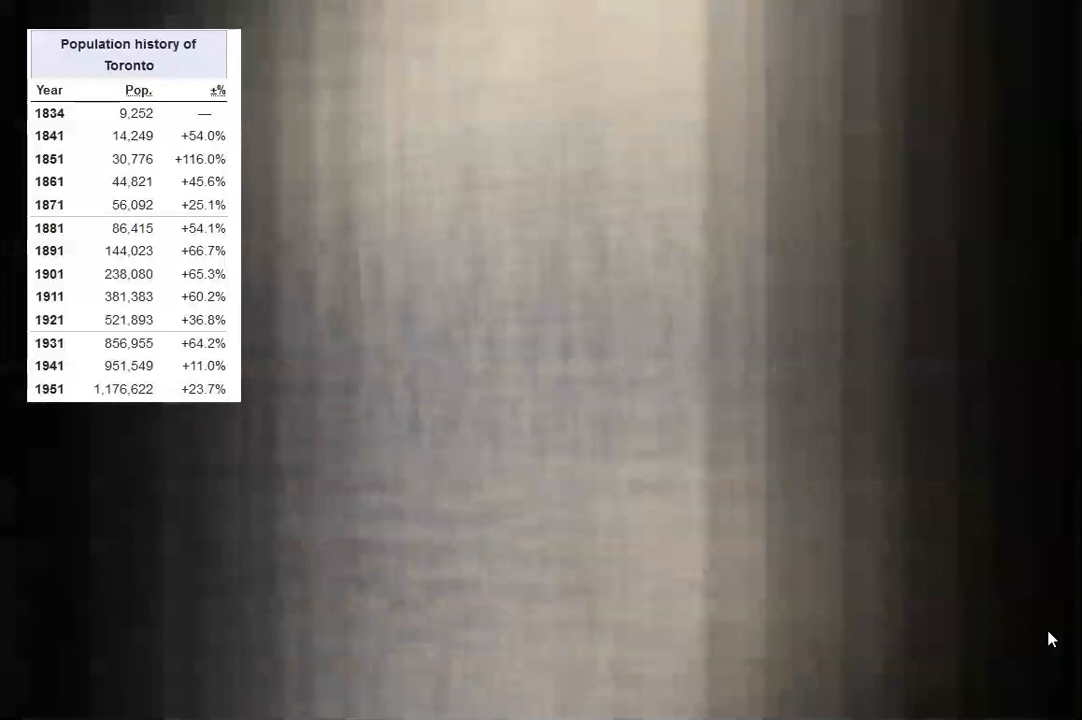 Population history of
Toronto
Year Pop. ±%
1834 9,252 —
1841 14,249 +54.0%
1851 30,776 +116.0%
1861 44,821 +45.6%
1871 56,092 +25.1%
1881 86,415 +54.1%
1891 144,023 +66.7%
1901 238,080 +65.3%
1911 381,383 +60.2%
1921 521,893 +36.8%
1931 856,955 +64.2%
1941 951,549 +11.0%
1951 1,176,622 +23.7%